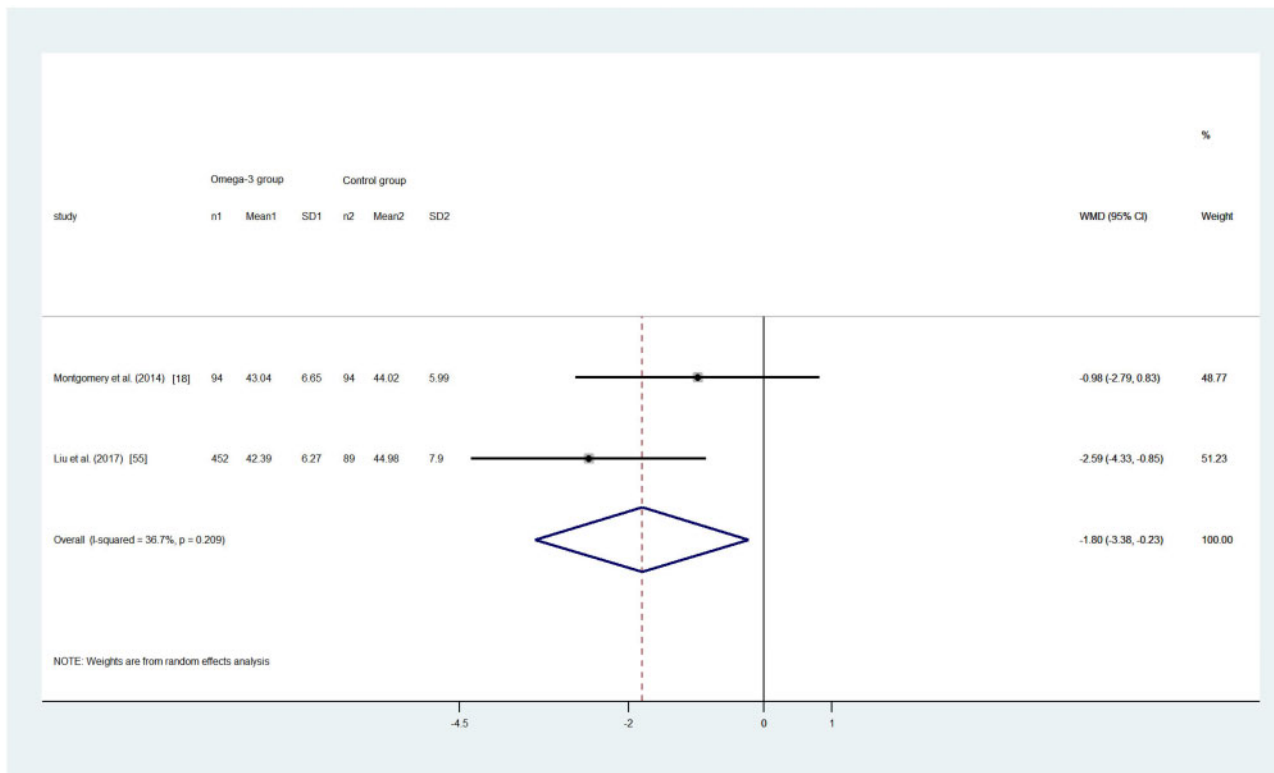 %
Omega-3 group Control group
study n1 Mean1 SD1 n2 Mean2 SD2 WMD (95% CI) Weight
Montgomery et al. (2014) [18] 94 43.04 6.65 94 44.02 5.99 -0.98 (-2.79, 0.83) 48.77
Liu et al. (2017) [55] 452 42.39 6.27 89 44.98 7.9 -2.59 (-4.33, -0.85) 51.23
Overall (I-squared = 36.7%, p = 0.209) -1.80 (-3.38, -0.23) 100.00
NOTE: Weights are from random effects analysis
-4.5 -2 0 1